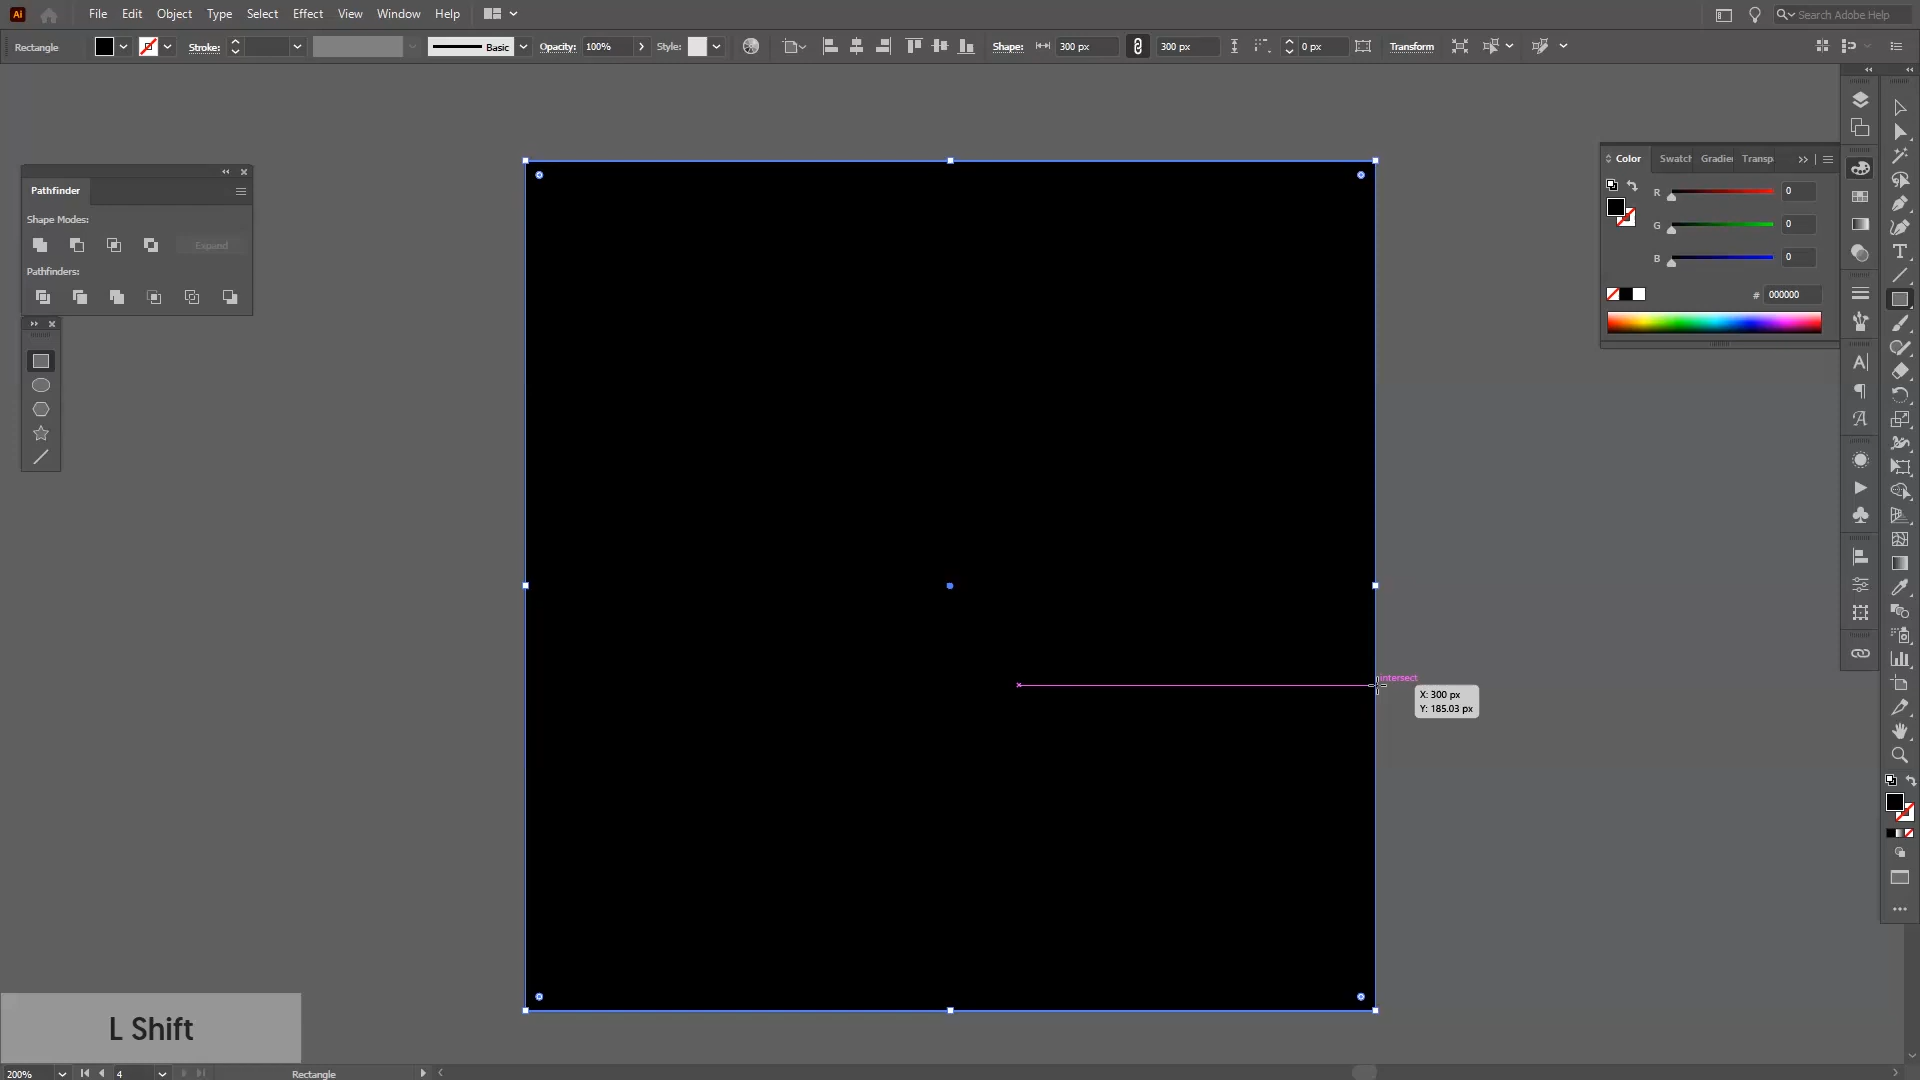 Ai File Edit Object Type Select Effect View Window Help Search Adobe Help
Rectangle Stroke: Basic Opacity: 100% Style: Shape: 300 px 300 px 0 px Transform
Pathfinder
Shape Modes:
Expand
Pathfinders:
Color Swatch Gradier Transp
R 0
G 0
B 0
# 000000
intersect
X: 300 px
Y: 185.03 px
L Shift
200% 4 Rectangle